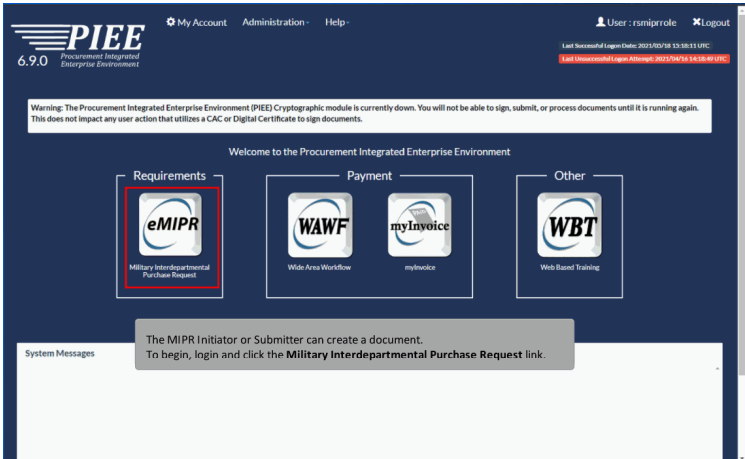 PIEE
6.9.0 Procurement Integrated
Enterprise Environment
My Account Administration Help
User : rsmiprrole Logout
Last Successful Logon Date: 2021/05/18 15:18:11 UTC
Last Unsuccessful Logon Attempt: 2021/04/16 14:18:49 UTC
Warning: The Procurement Integrated Enterprise Environment (PIEE) Cryptographic module is currently down. You will not be able to sign, submit, or process documents until it is running again.
This does not impact any user action that utilizes a CAC or Digital Certificate to sign documents.
Welcome to the Procurement Integrated Enterprise Environment
Requirements
eMIPR
Military Interdepartmental
Purchase Request
Payment
WAWF
Wide Area Workflow
myInvoice
myInvoice
Other
WBT
Web Based Training
The MIPR Initiator or Submitter can create a document.
To begin, login and click the Military Interdepartmental Purchase Request link.
System Messages